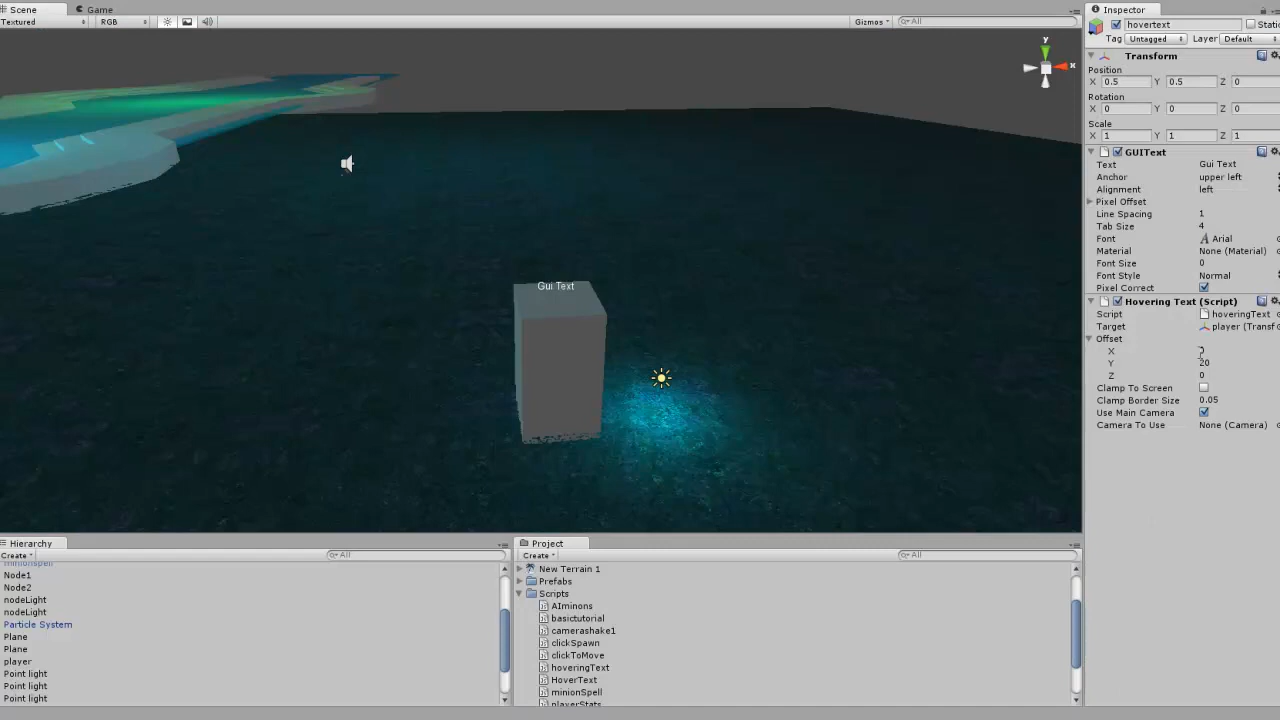 Scene
Game
Inspector
Textured
RGB
Gizmos
All
hovertext
Static
Tag Untagged Layer Default
Transform
Position
X 0.5 Y 0.5 Z 0
Rotation
X 0 Y 0 Z 0
Scale
X 1 Y 1 Z 1
GUIText
Text Gui Text
Anchor upper left
Alignment left
Pixel Offset
Line Spacing 1
Tab Size 4
Font Arial
Material None (Material)
Font Size 0
Font Style Normal
Pixel Correct
Hovering Text (Script)
Script hoveringText
Target player (Transf
Offset
X
Y 20
Z 0
Clamp To Screen
Clamp Border Size 0.05
Use Main Camera
Camera To Use None (Camera)
y
x
Gui Text
Hierarchy
Create All
minionspell
Node1
Node2
nodeLight
nodeLight
Particle System
Plane
Plane
player
Point light
Point light
Point light
Project
Create All
New Terrain 1
Prefabs
Scripts
AIminons
basictutorial
camerashake1
clickSpawn
clickToMove
hoveringText
HoverText
minionSpell
playerStats